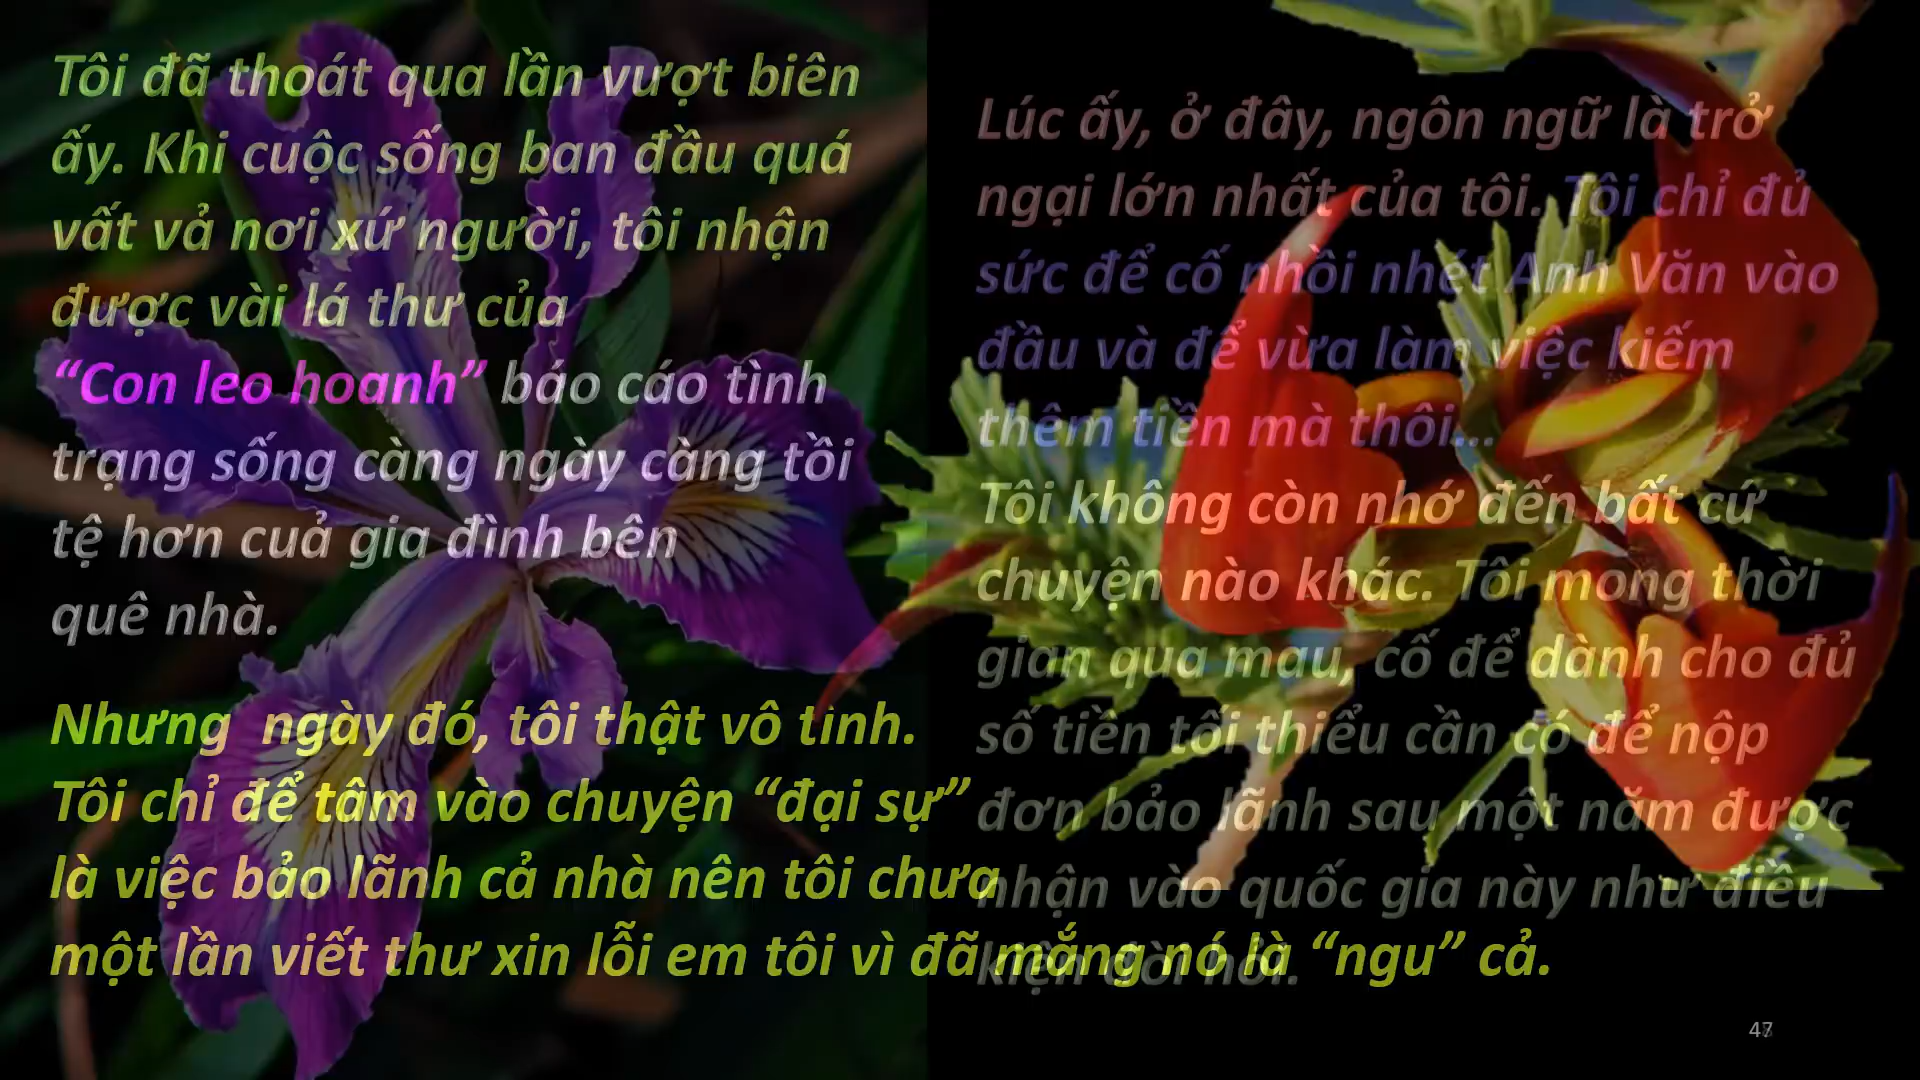 Tôi đã thoát qua lần vượt biên
ấy. Khi cuộc sống ban đầu quá
vất vả nơi xứ người, tôi nhận
được vài lá thư của
“Con leo hoanh” báo cáo tình
trạng sống càng ngày càng tồi
tệ hơn cuả gia đình bên
quê nhà.
Nhưng ngày đó, tôi thật vô tình.
Tôi chỉ để tâm vào chuyện “đại sự”
là việc bảo lãnh cả nhà nên tôi chưa
một lần viết thư xin lỗi em tôi vì đã mắng nó là “ngu” cả.
Lúc ấy, ở đây, ngôn ngữ là trở
ngại lớn nhất của tôi. Tôi chỉ đủ
sức để cố nhồi nhét Anh Văn vào
đầu và để vừa làm việc kiếm
thêm tiền mà thôi...
Tôi không còn nhớ đến bất cứ
chuyện nào khác. Tôi mong thời
gian qua mau, cố để dành cho đủ
số tiền tối thiểu cần có để nộp
đơn bảo lãnh sau một năm được
nhận vào quốc gia này như điều
kiện đòi hỏi.